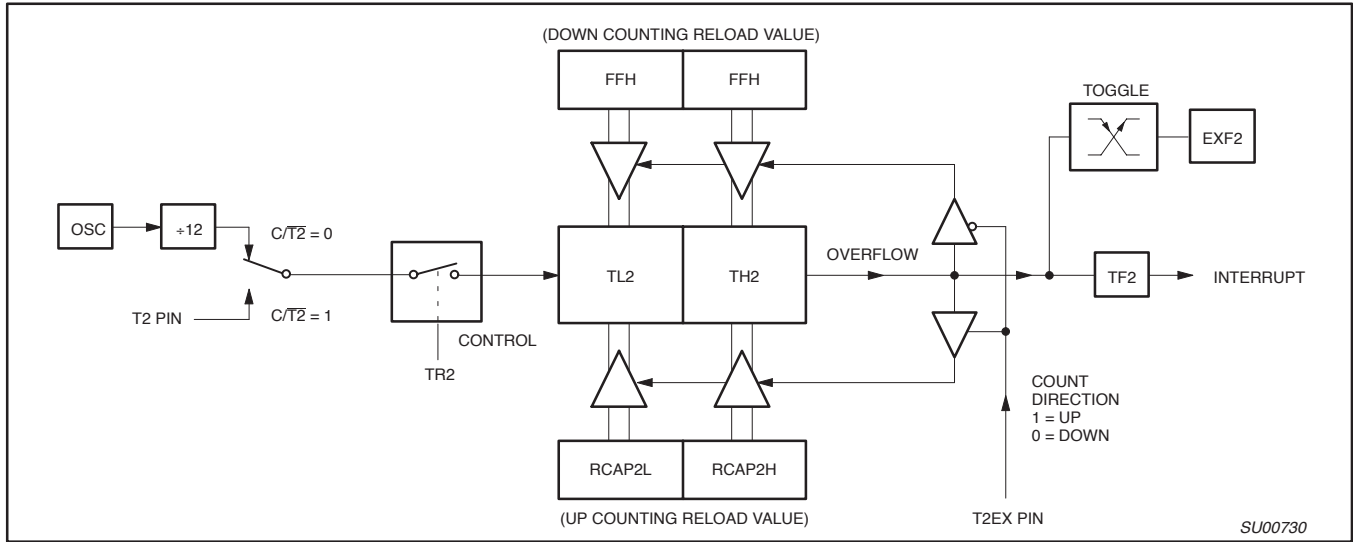 (DOWN COUNTING RELOAD VALUE)
FFH
FFH
TOGGLE
EXF2
OSC
÷12
C/T2̅ = 0
TL2
TH2
OVERFLOW
TF2
INTERRUPT
T2 PIN
C/T2̅ = 1
CONTROL
TR2
COUNT
DIRECTION
1 = UP
0 = DOWN
RCAP2L
RCAP2H
(UP COUNTING RELOAD VALUE)
T2EX PIN
SU00730